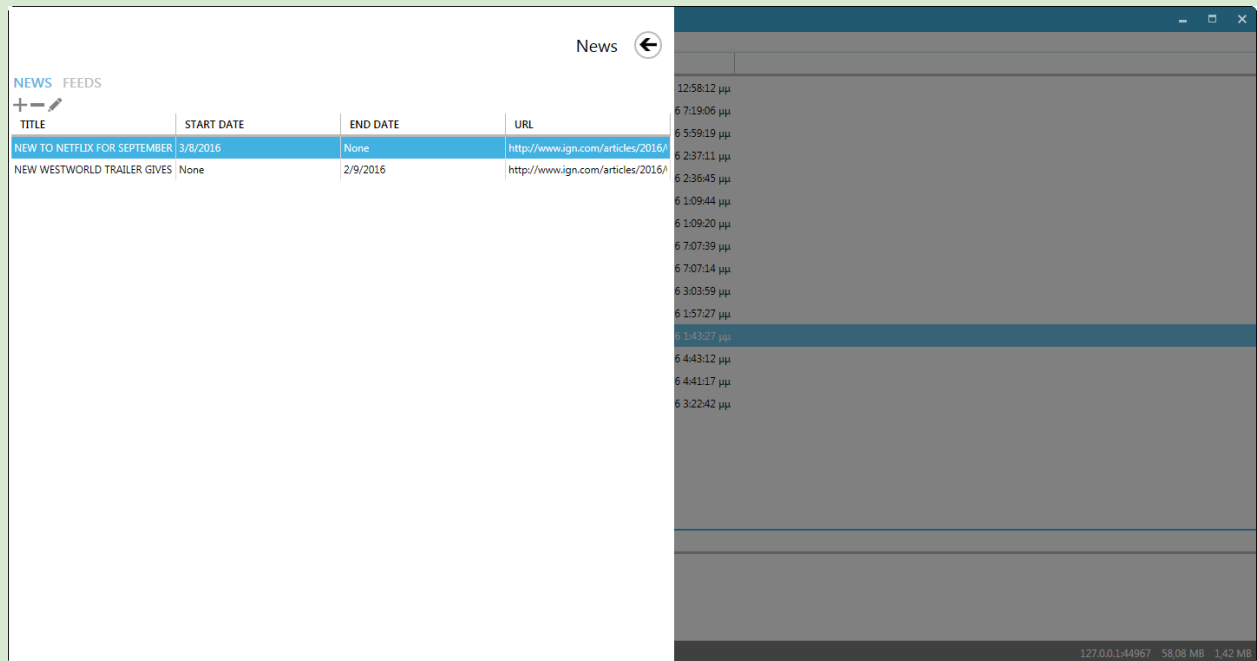 News
NEWS FEEDS
TITLE START DATE END DATE URL
NEW TO NETFLIX FOR SEPTEMBER 3/8/2016 None http://www.ign.com/articles/2016/
NEW WESTWORLD TRAILER GIVES None 2/9/2016 http://www.ign.com/articles/2016/
12:58:12 μμ
6 7:19:06 μμ
6 5:59:19 μμ
6 2:37:11 μμ
6 2:36:45 μμ
6 1:09:44 μμ
6 1:09:20 μμ
6 7:07:39 μμ
6 7:07:14 μμ
6 3:03:59 μμ
6 1:57:27 μμ
6 1:43:27 μμ
6 4:43:12 μμ
6 4:41:17 μμ
6 3:22:42 μμ
127.0.0.1:44967 58,08 MB 1,42 MB